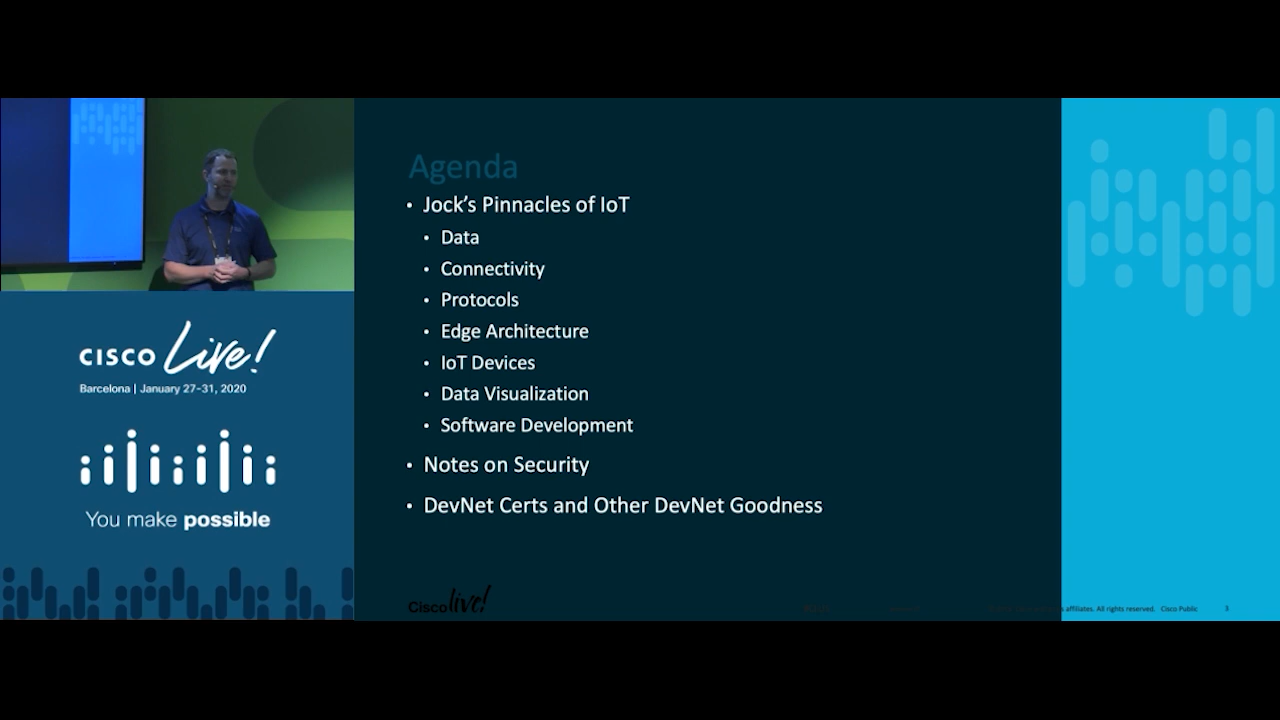 CISCO Live!
Barcelona | January 27-31, 2020
You make possible
Agenda
• Jock's Pinnacles of IoT
• Data
• Connectivity
• Protocols
• Edge Architecture
• IoT Devices
• Data Visualization
• Software Development
• Notes on Security
• DevNet Certs and Other DevNet Goodness
Cisco live!
affiliates. All rights reserved. Cisco Public 3